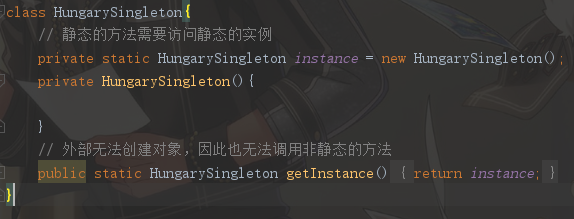 class HungarySingleton{
// 静态的方法需要访问静态的实例
private static HungarySingleton instance = new HungarySingleton();
private HungarySingleton(){
}
// 外部无法创建对象，因此也无法调用非静态的方法
public static HungarySingleton getInstance() { return instance; }
}